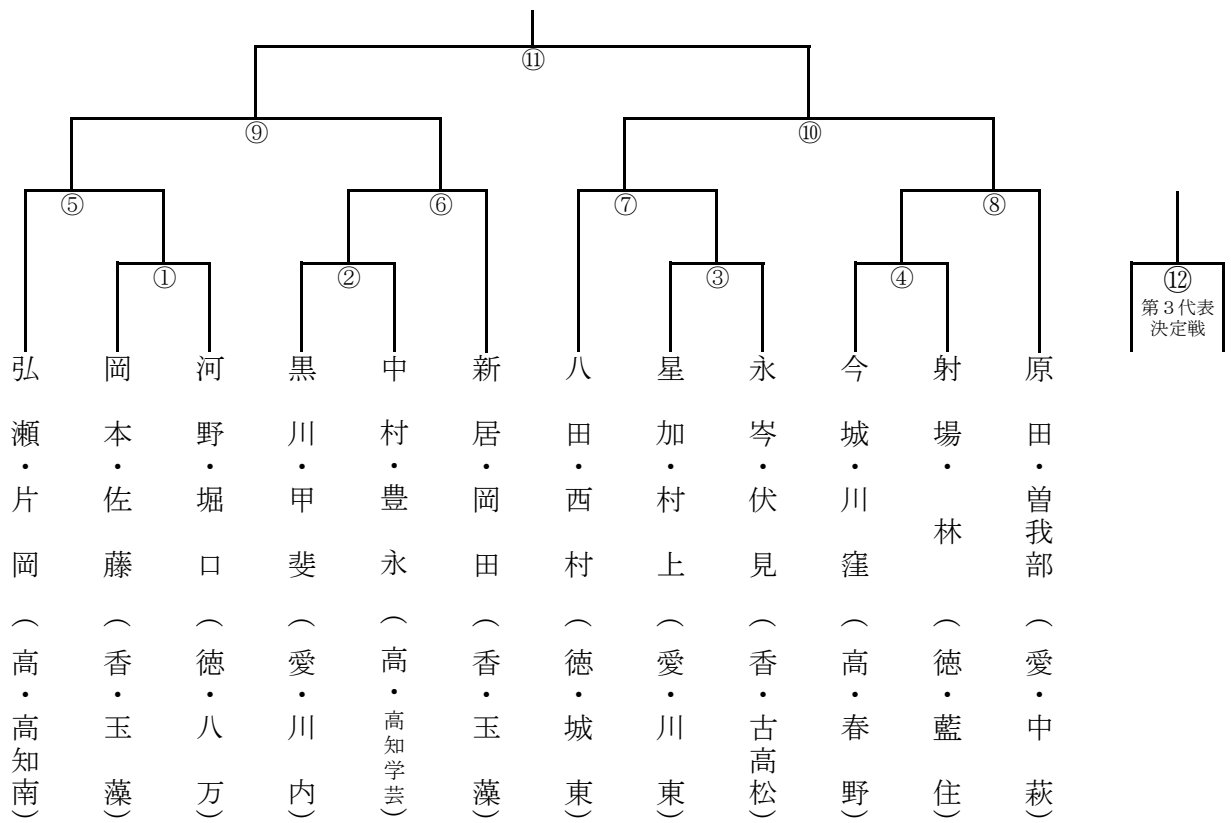 ⑪
⑨
⑩
⑤
⑥
⑦
⑧
①
②
③
④
⑫
第３代表
決定戦
弘瀬・片岡（高・高知南）
岡本・佐藤（香・玉藻）
河野・堀口（徳・八万）
黒川・甲斐（愛・川内）
中村・豊永（高・高知学芸）
新居・岡田（香・玉藻）
八田・西村（徳・城東）
星加・村上（愛・川東）
永岑・伏見（香・古高松）
今城・川窪（高・春野）
射場・林（徳・藍住）
原田・曽我部（愛・中萩）